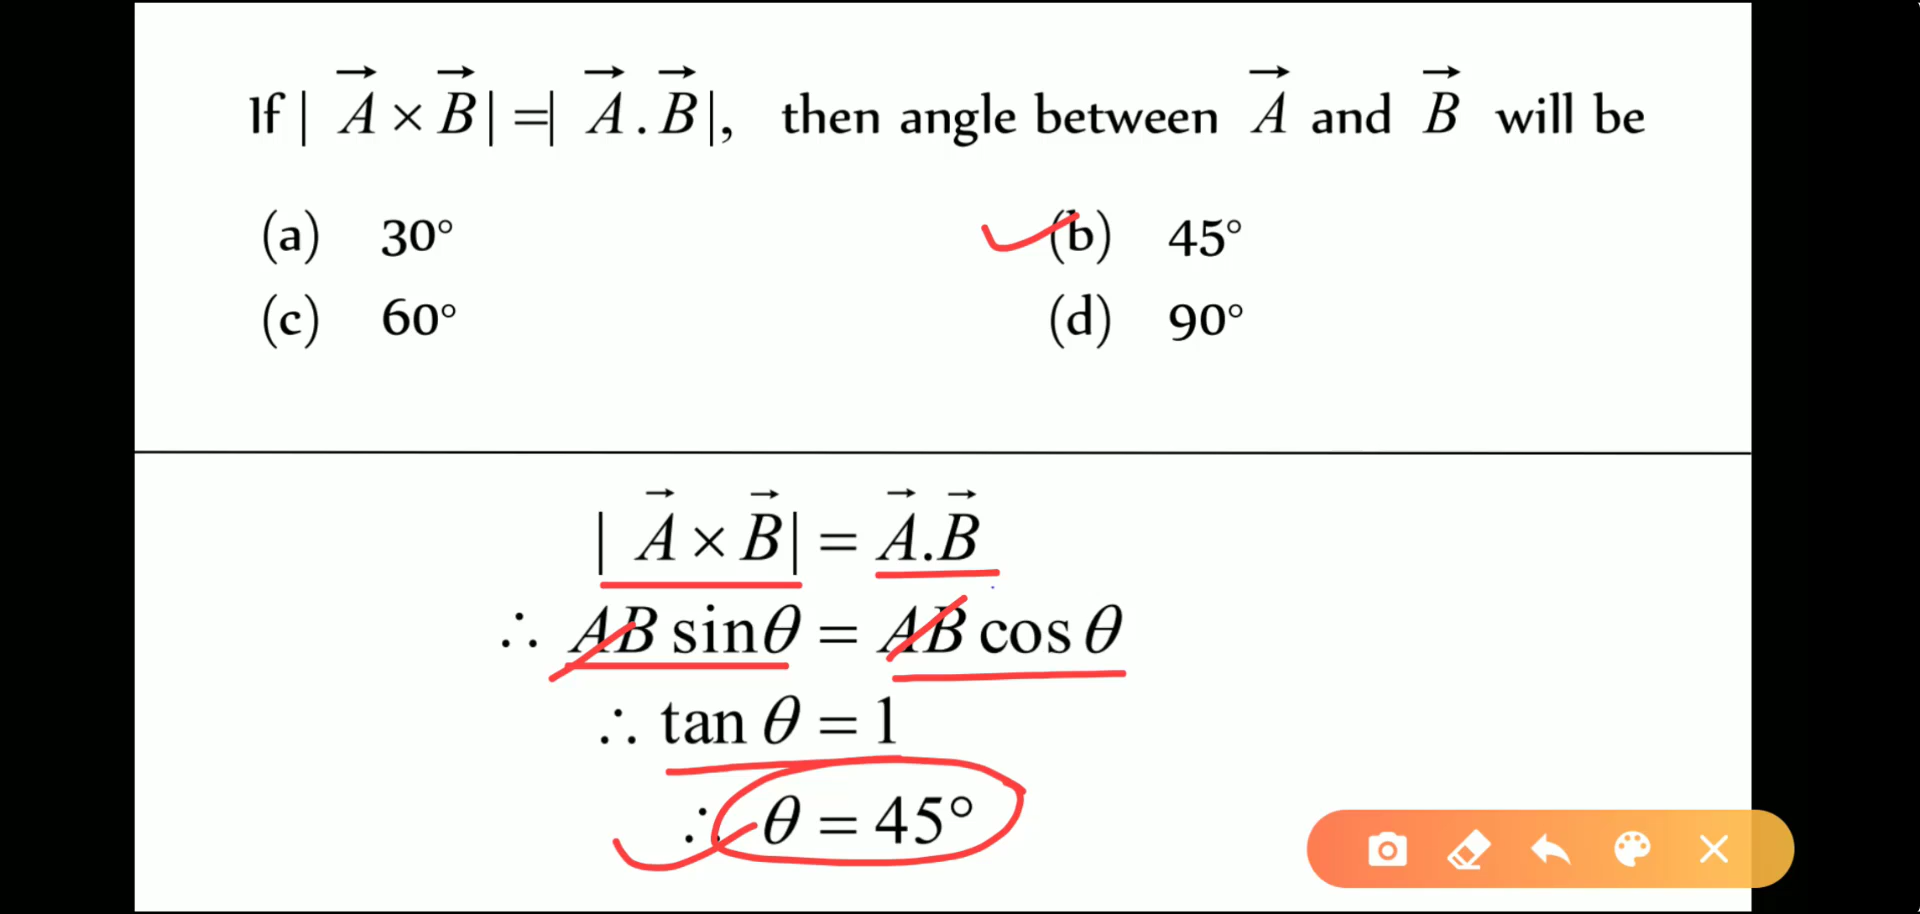 If | A⃗ × B⃗ | =| A⃗ . B⃗ |, then angle between A⃗ and B⃗ will be
(a) 30° (b) 45°
(c) 60° (d) 90°
| A⃗ × B⃗ | = A⃗ . B⃗
∴ AB sinθ = AB cos θ
∴ tan θ = 1
∴ θ = 45°